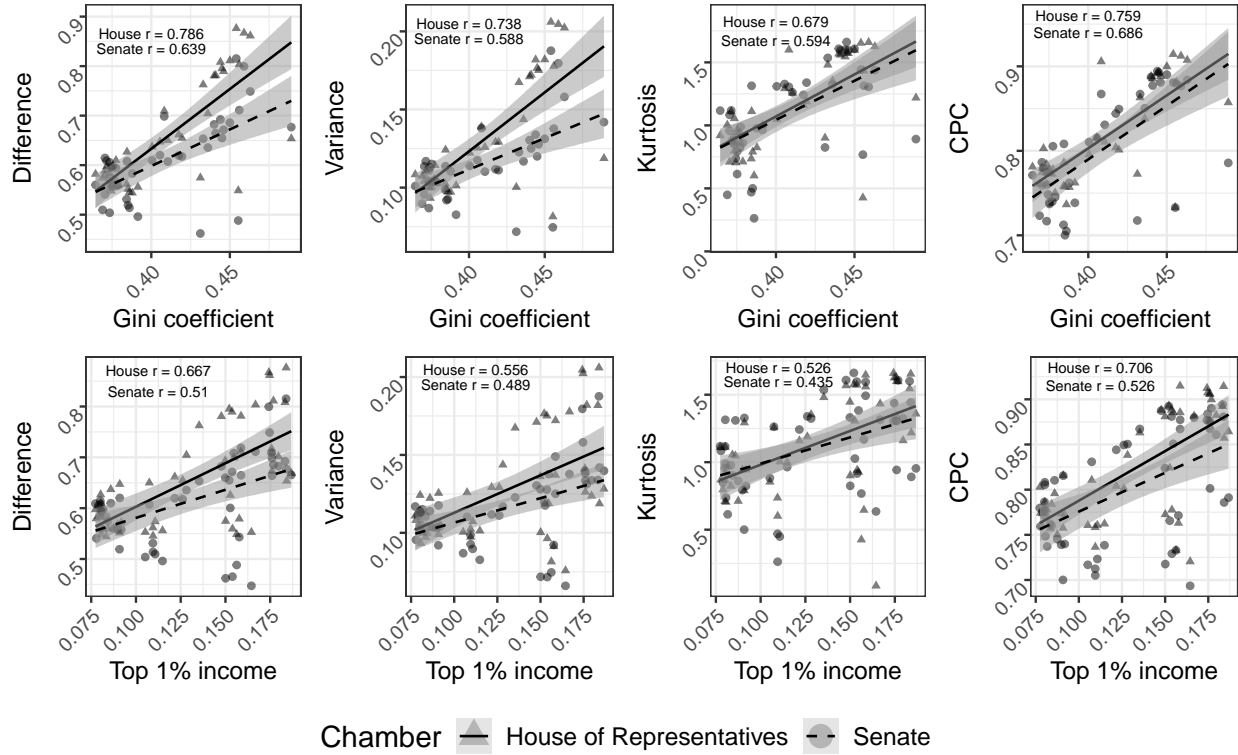 House r = 0.786
Senate r = 0.639
Difference
0.9
0.8
0.7
0.6
0.5
0.40
0.45
Gini coefficient
House r = 0.738
Senate r = 0.588
Variance
0.20
0.15
0.10
0.40
0.45
Gini coefficient
House r = 0.679
Senate r = 0.594
Kurtosis
1.5
1.0
0.5
0.0
0.40
0.45
Gini coefficient
House r = 0.759
Senate r = 0.686
CPC
0.9
0.8
0.7
0.40
0.45
Gini coefficient
House r = 0.667
Senate r = 0.51
Difference
0.8
0.7
0.6
0.5
0.075
0.100
0.125
0.150
0.175
Top 1% income
House r = 0.556
Senate r = 0.489
Variance
0.20
0.15
0.10
0.075
0.100
0.125
0.150
0.175
Top 1% income
House r = 0.526
Senate r = 0.435
Kurtosis
1.5
1.0
0.5
0.075
0.100
0.125
0.150
0.175
Top 1% income
House r = 0.706
Senate r = 0.526
CPC
0.90
0.85
0.80
0.75
0.70
0.075
0.100
0.125
0.150
0.175
Top 1% income
Chamber House of Representatives Senate